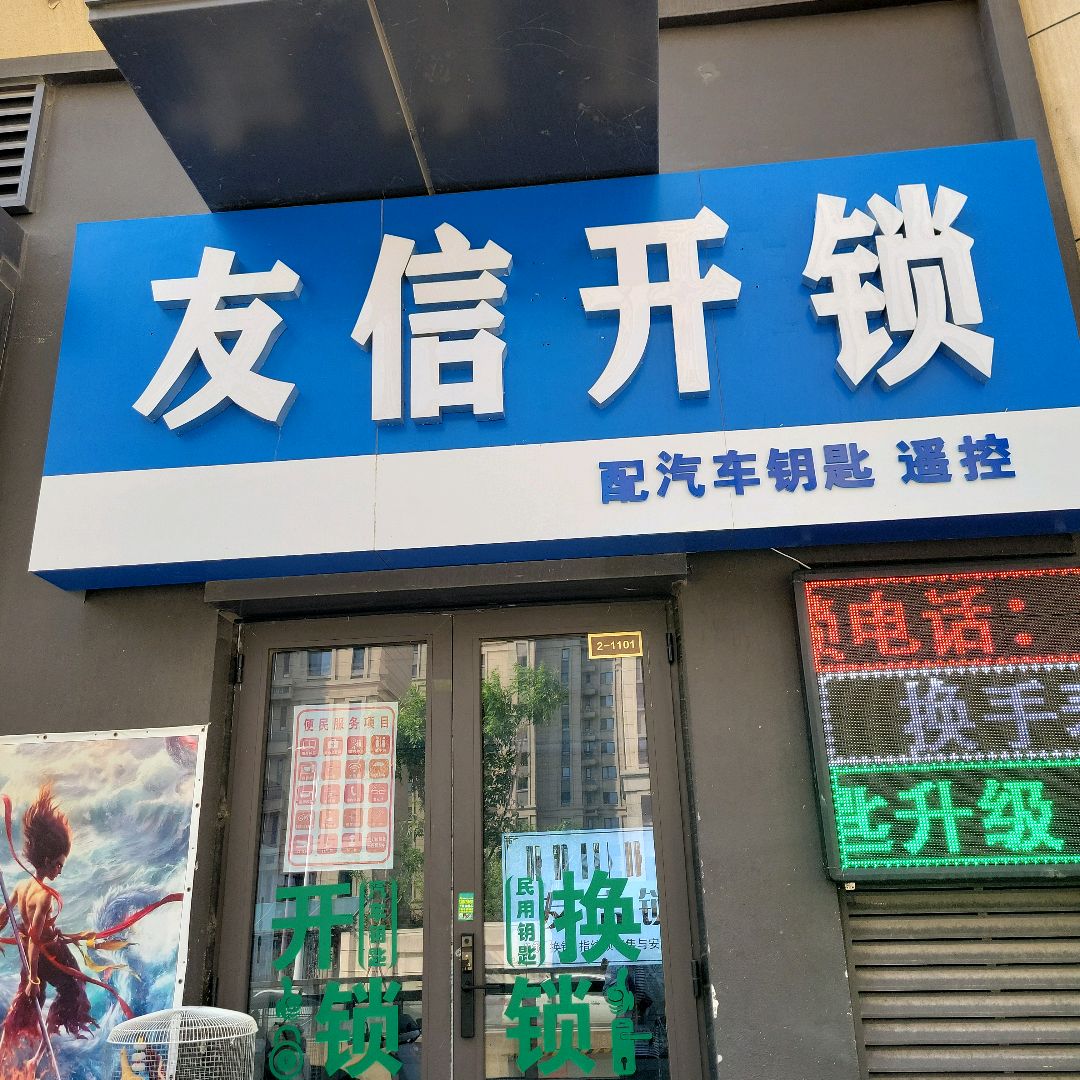 友信开锁
配汽车钥匙 遥控
2-1101
电话：
换手
匙升级
便民服务项目
开锁
民用钥匙
换锁